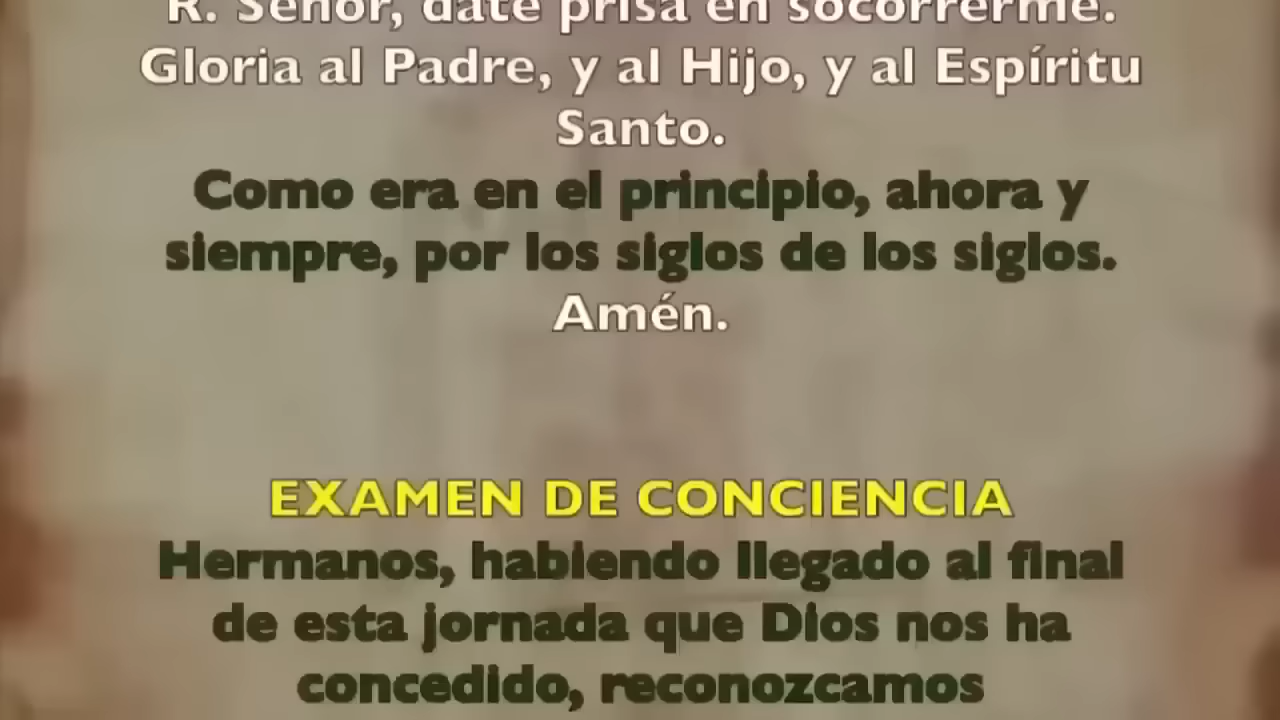 R. Señor, date prisa en socorrerme.
Gloria al Padre, y al Hijo, y al Espíritu
Santo.
Como era en el principio, ahora y
siempre, por los siglos de los siglos.
Amén.
EXAMEN DE CONCIENCIA
Hermanos, habiendo llegado al final
de esta jornada que Dios nos ha
concedido, reconozcamos